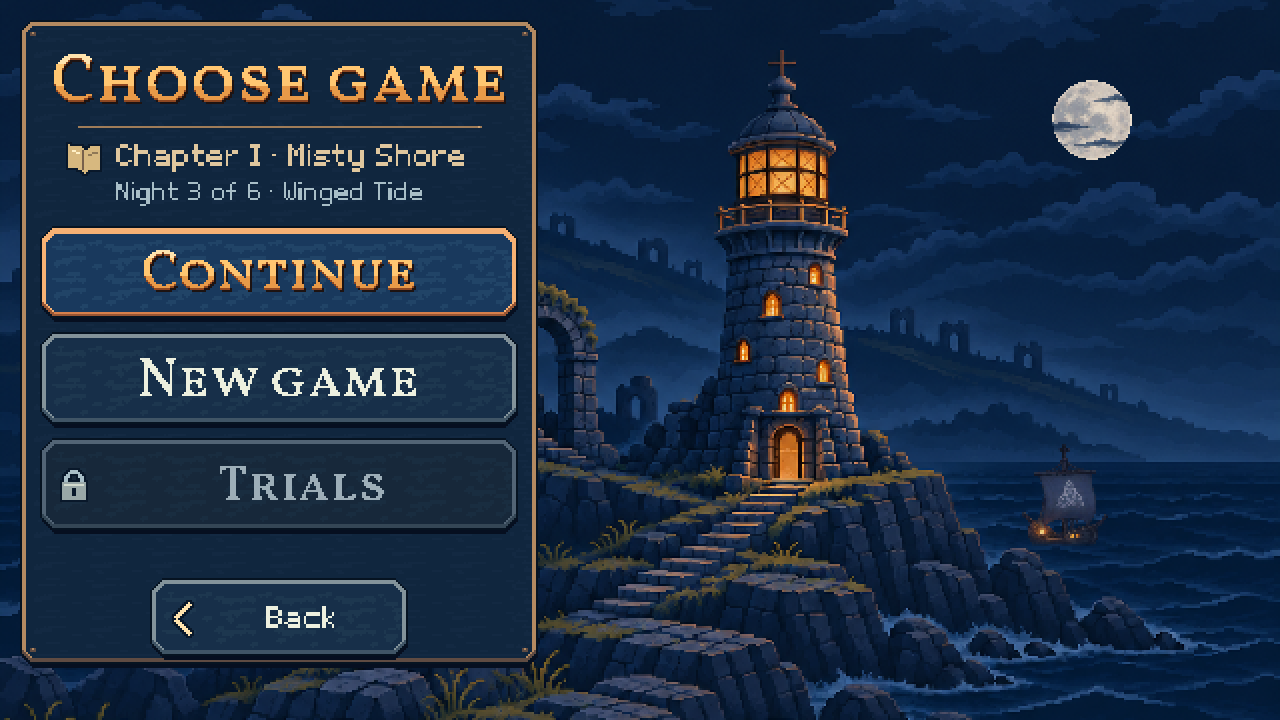 Choose game
Chapter I · Misty Shore
Night 3 of 6 · Winged Tide
Continue
New game
Trials
Back